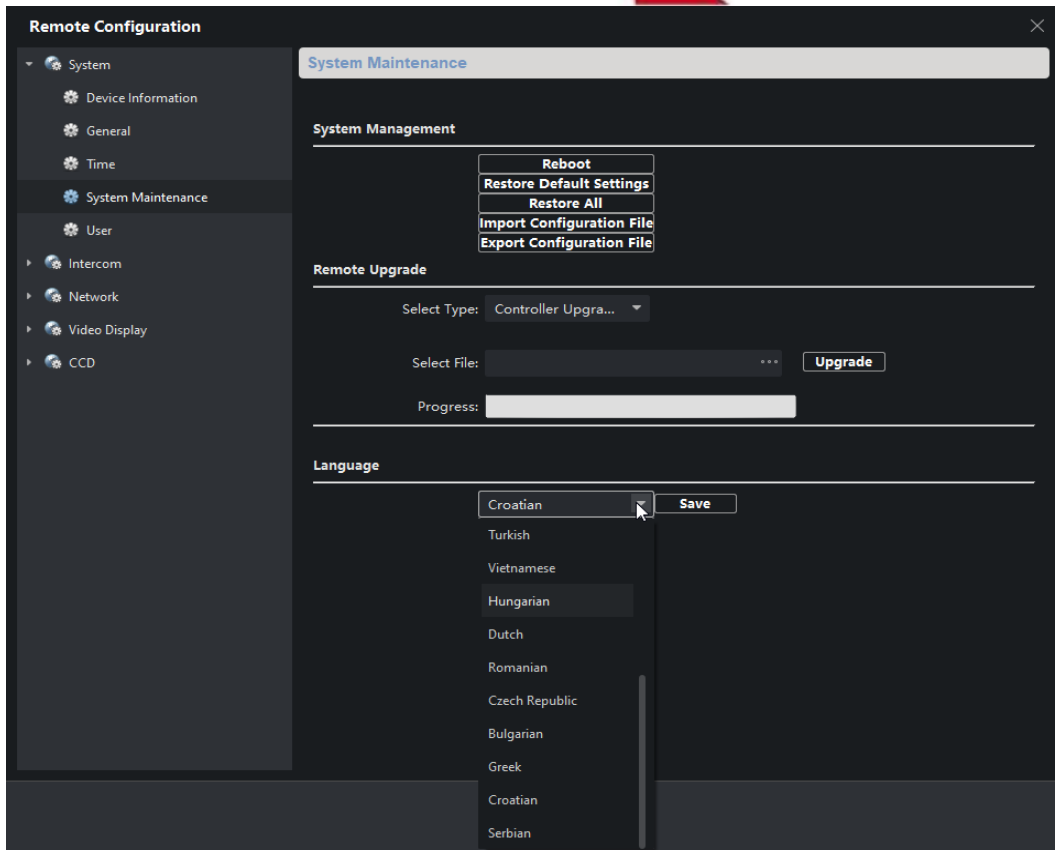 Remote Configuration
System
Device Information
General
Time
System Maintenance
User
Intercom
Network
Video Display
CCD
System Maintenance
System Management
Reboot
Restore Default Settings
Restore All
Import Configuration File
Export Configuration File
Remote Upgrade
Select Type: Controller Upgra...
Select File: ... Upgrade
Progress:
Language
Croatian Save
Turkish
Vietnamese
Hungarian
Dutch
Romanian
Czech Republic
Bulgarian
Greek
Croatian
Serbian